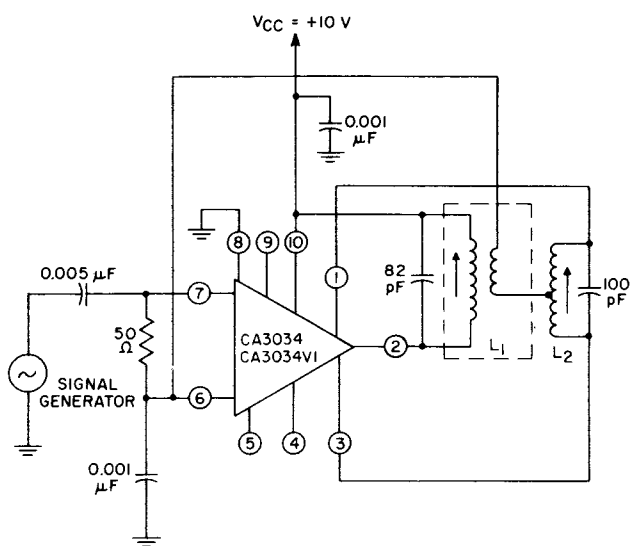 VCC = +10 V
0.001
μF
8
9
10
1
0.005 μF
7
82
pF
100
pF
50
Ω
CA3034
CA3034V1
2
L1
L2
SIGNAL
GENERATOR
6
5
4
3
0.001
μF